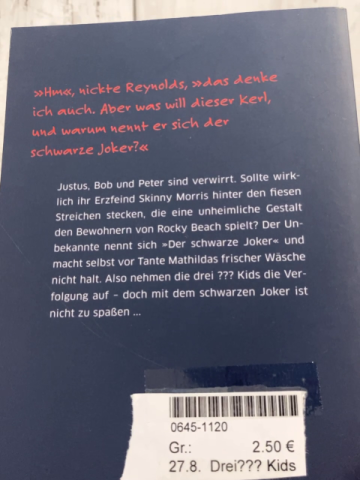 »Hm«, nickte Reynolds, »das denke
ich auch. Aber was will dieser Kerl,
und warum nennt er sich der
schwarze Joker?«
Justus, Bob und Peter sind verwirrt. Sollte wirk-
lich ihr Erzfeind Skinny Morris hinter den fiesen
Streichen stecken, die eine unheimliche Gestalt
den Bewohnern von Rocky Beach spielt? Der Un-
bekannte nennt sich »Der schwarze Joker« und
macht selbst vor Tante Mathildas frischer Wäsche
nicht halt. Also nehmen die drei ??? Kids die Ver-
folgung auf – doch mit dem schwarzen Joker ist
nicht zu spaßen ...
0645-1120
Gr.: 2.50 €
27.8. Drei??? Kids